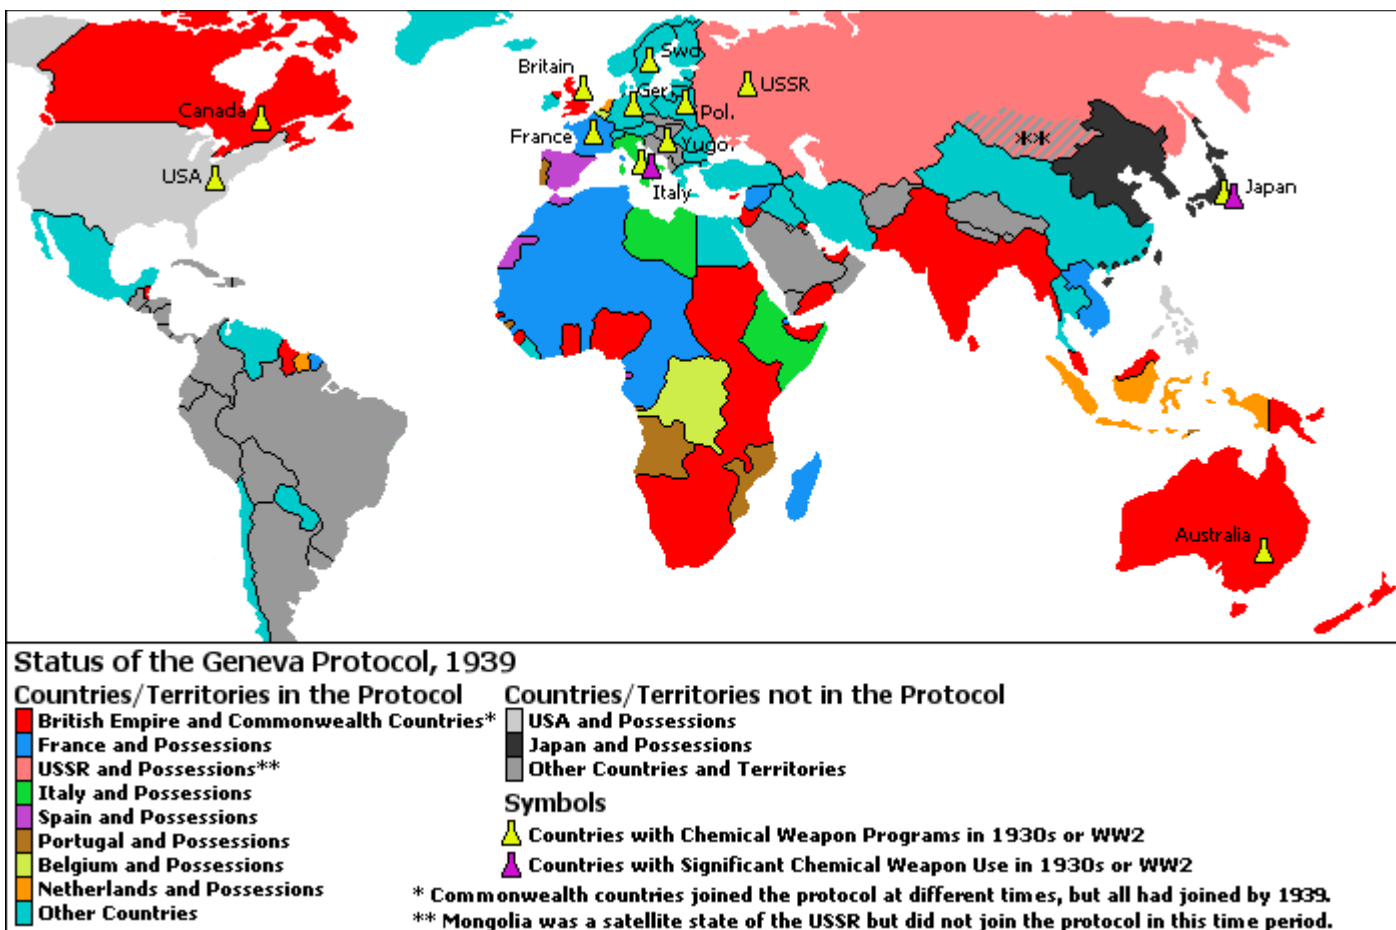 Swd.
Britain
USSR
Ger.
Canada
Pol.
France
Yugo.
**
USA
Italy
Japan
Australia
Status of the Geneva Protocol, 1939
Countries/Territories in the Protocol
British Empire and Commonwealth Countries*
France and Possessions
USSR and Possessions**
Italy and Possessions
Spain and Possessions
Portugal and Possessions
Belgium and Possessions
Netherlands and Possessions
Other Countries
Countries/Territories not in the Protocol
USA and Possessions
Japan and Possessions
Other Countries and Territories
Symbols
Countries with Chemical Weapon Programs in 1930s or WW2
Countries with Significant Chemical Weapon Use in 1930s or WW2
* Commonwealth countries joined the protocol at different times, but all had joined by 1939.
** Mongolia was a satellite state of the USSR but did not join the protocol in this time period.